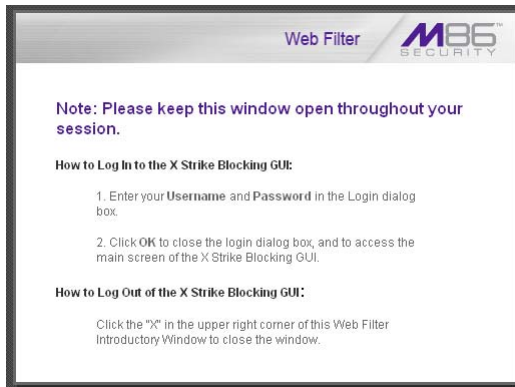 Web Filter
M86
SECURITY
Note: Please keep this window open throughout your
session.
How to Log In to the X Strike Blocking GUI:
1. Enter your Username and Password in the Login dialog
box.
2. Click OK to close the login dialog box, and to access the
main screen of the X Strike Blocking GUI.
How to Log Out of the X Strike Blocking GUI:
Click the "X" in the upper right corner of this Web Filter
Introductory Window to close the window.